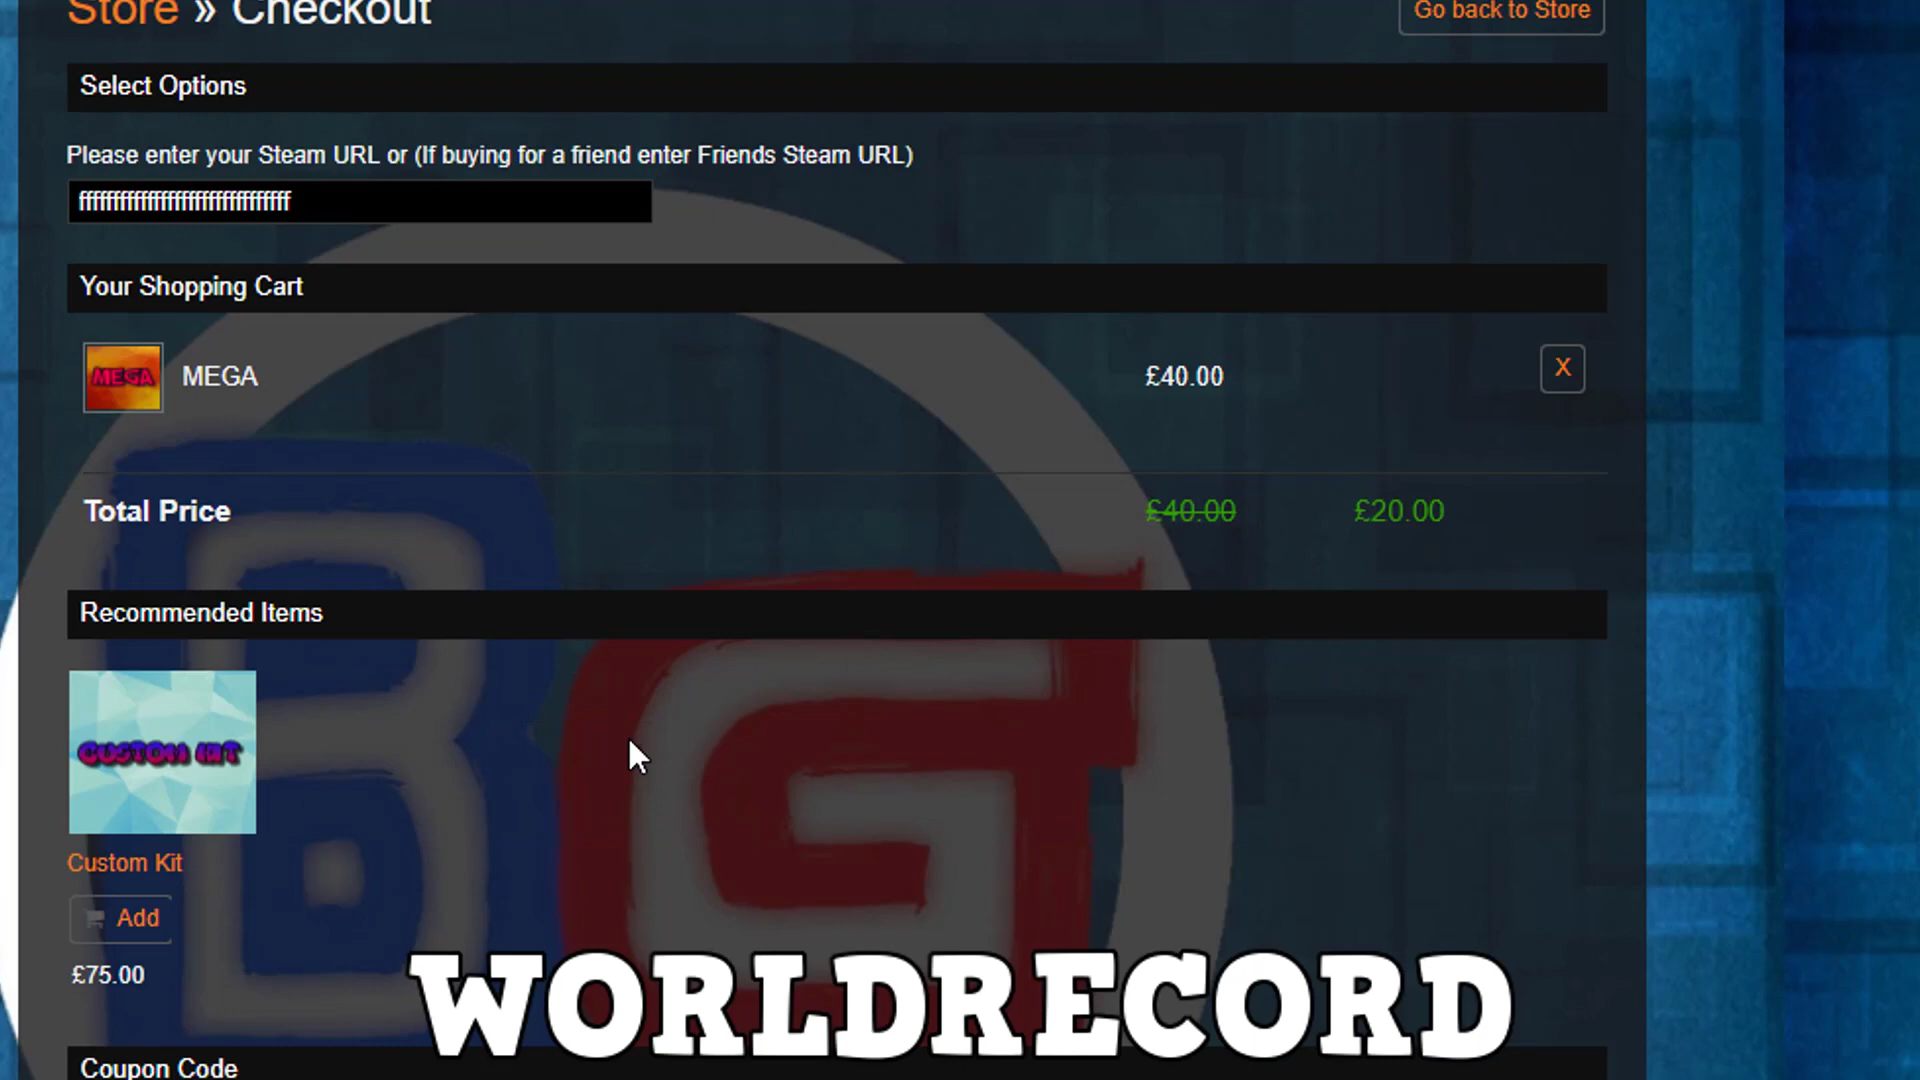 Store » Checkout
Go back to Store
Select Options
Please enter your Steam URL or (If buying for a friend enter Friends Steam URL)
Your Shopping Cart
MEGA MEGA £40.00 X
Total Price £40.00 £20.00
Recommended Items
CUSTOM KIT
Custom Kit
Add
£75.00
BG
WORLDRECORD
Coupon Code